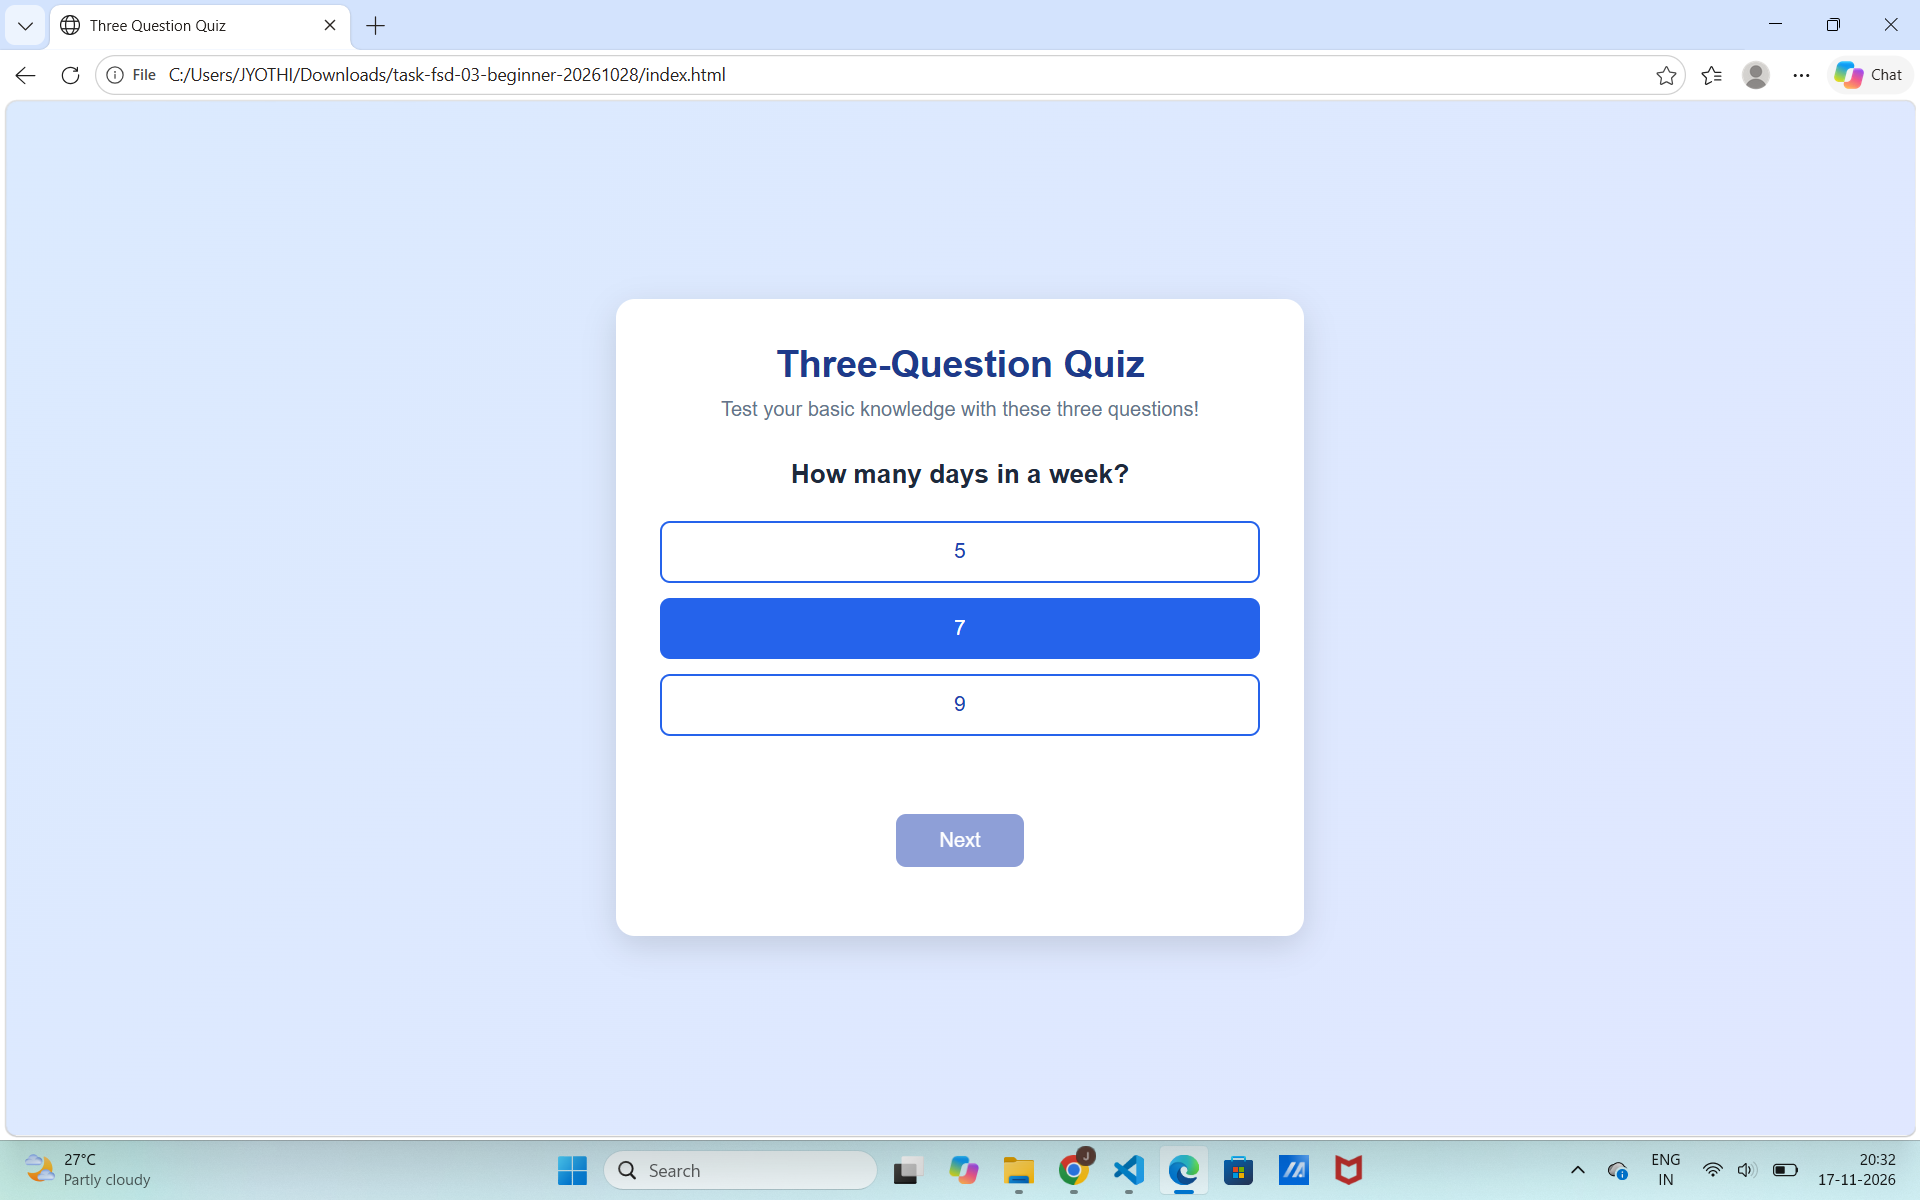 Three Question Quiz
File C:/Users/JYOTHI/Downloads/task-fsd-03-beginner-20261028/index.html
Chat
Three-Question Quiz
Test your basic knowledge with these three questions!
How many days in a week?
5
7
9
Next
27°C
Partly cloudy
Search
J
ENG
IN
20:32
17-11-2026